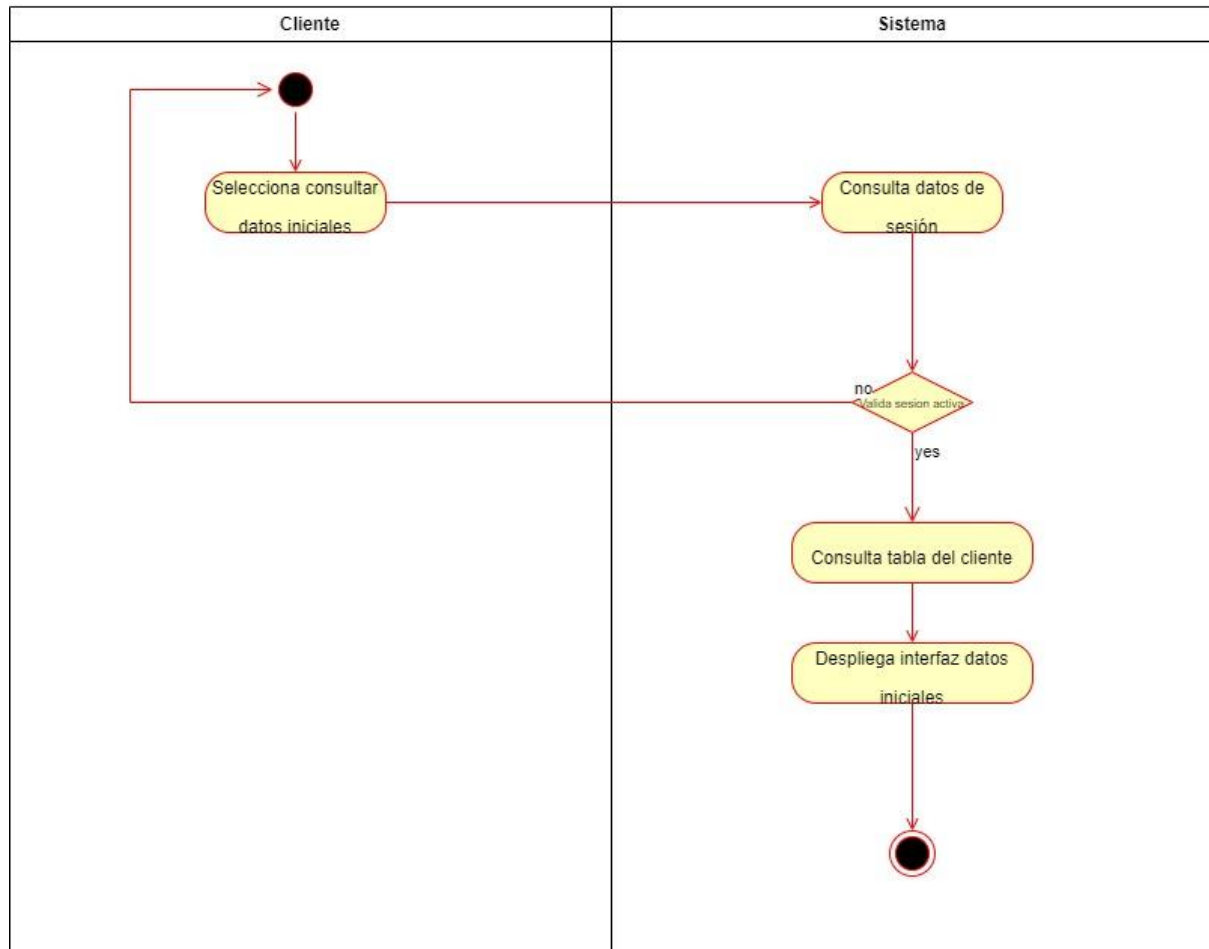 Cliente
Sistema
Selecciona consultar
datos iniciales
Consulta datos de
sesión
no
Valida sesion activa
yes
Consulta tabla del cliente
Despliega interfaz datos
iniciales